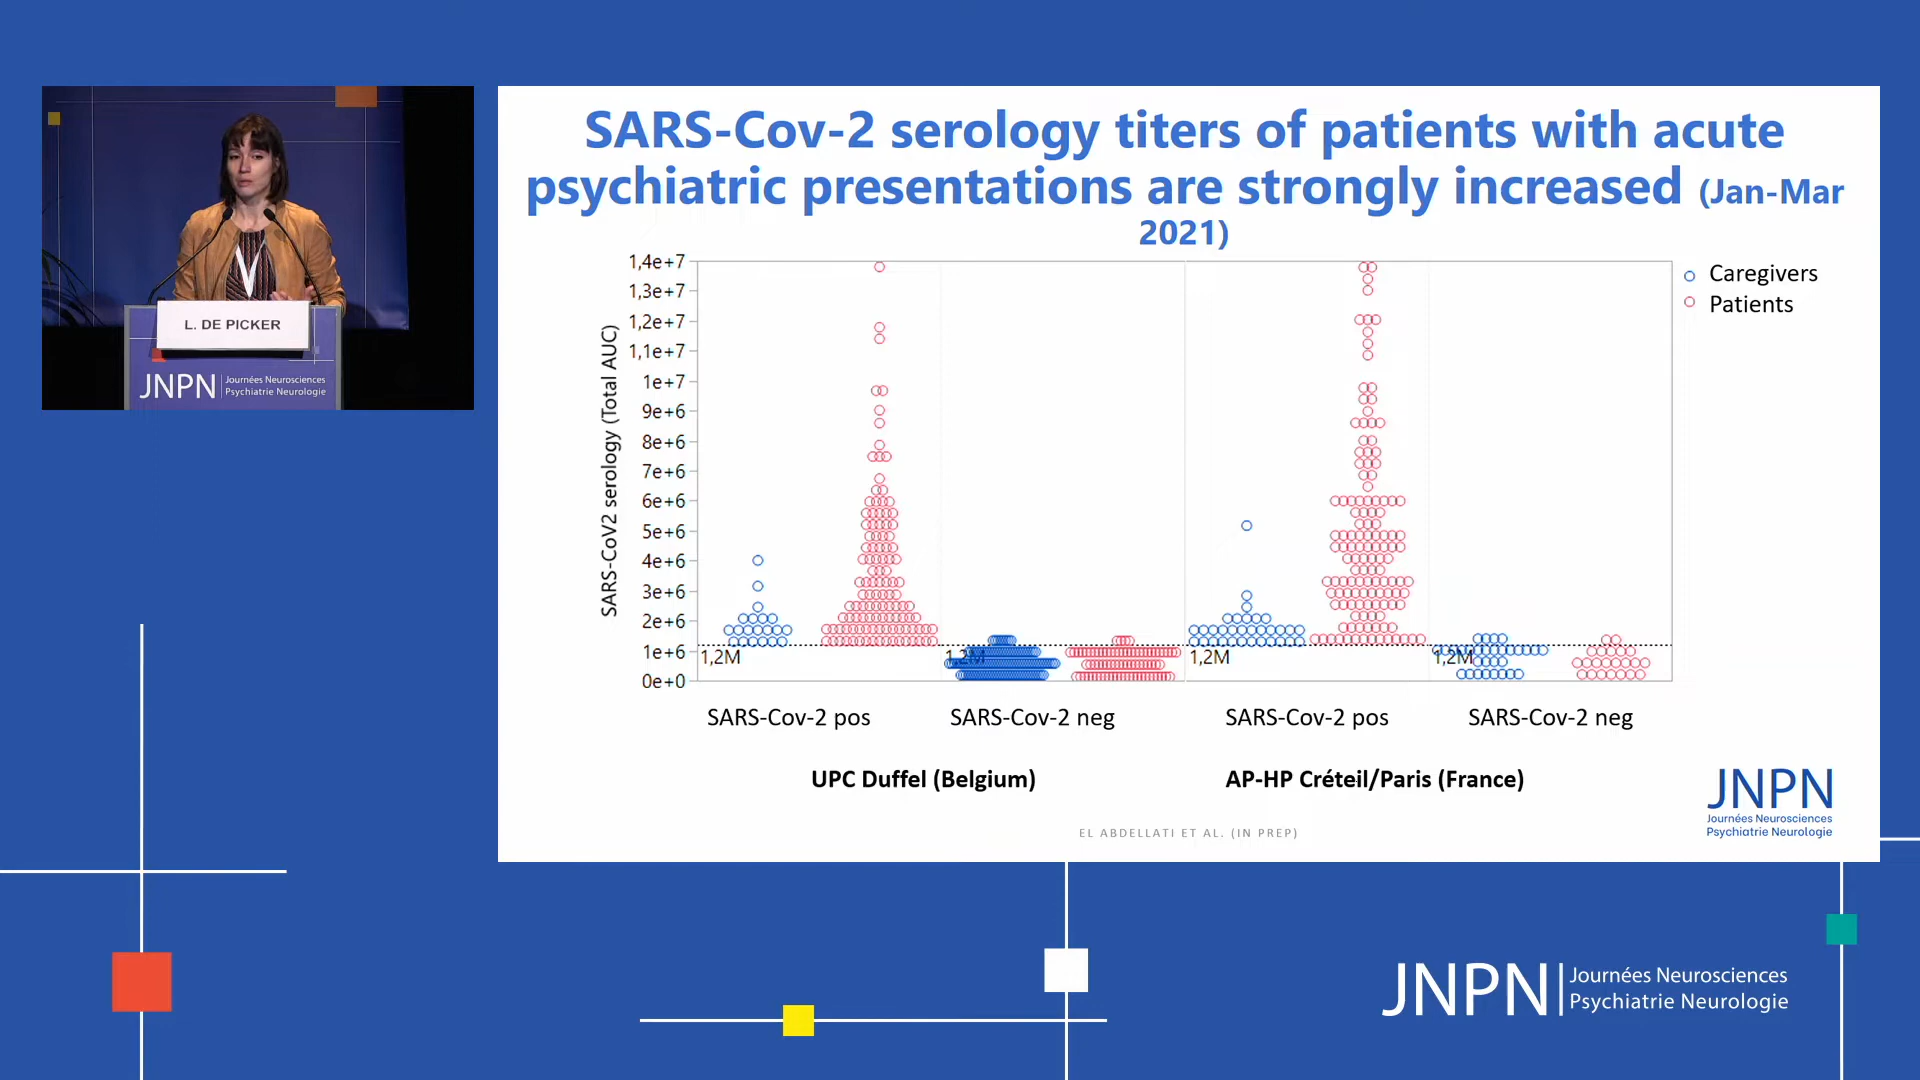 SARS-Cov-2 serology titers of patients with acute
psychiatric presentations are strongly increased (Jan-Mar
2021)
L. DE PICKER
JNPN Journées Neurosciences
Psychiatrie Neurologie
SARS-CoV2 serology (Total AUC)
1,4e+7
1,3e+7
1,2e+7
1,1e+7
1e+7
9e+6
8e+6
7e+6
6e+6
5e+6
4e+6
3e+6
2e+6
1e+6
0e+0
1,2M
1,2M
1,2M
1,2M
Caregivers
Patients
SARS-Cov-2 pos
SARS-Cov-2 neg
SARS-Cov-2 pos
SARS-Cov-2 neg
UPC Duffel (Belgium)
AP-HP Créteil/Paris (France)
EL ABDELLATI ET AL. (IN PREP)
JNPN
Journées Neurosciences
Psychiatrie Neurologie
JNPN Journées Neurosciences
Psychiatrie Neurologie